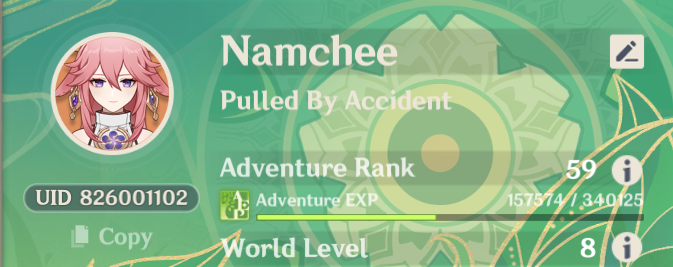 Namchee
Pulled By Accident
Adventure Rank 59
UID 826001102
Adventure EXP 157574 / 340125
Copy
World Level 8